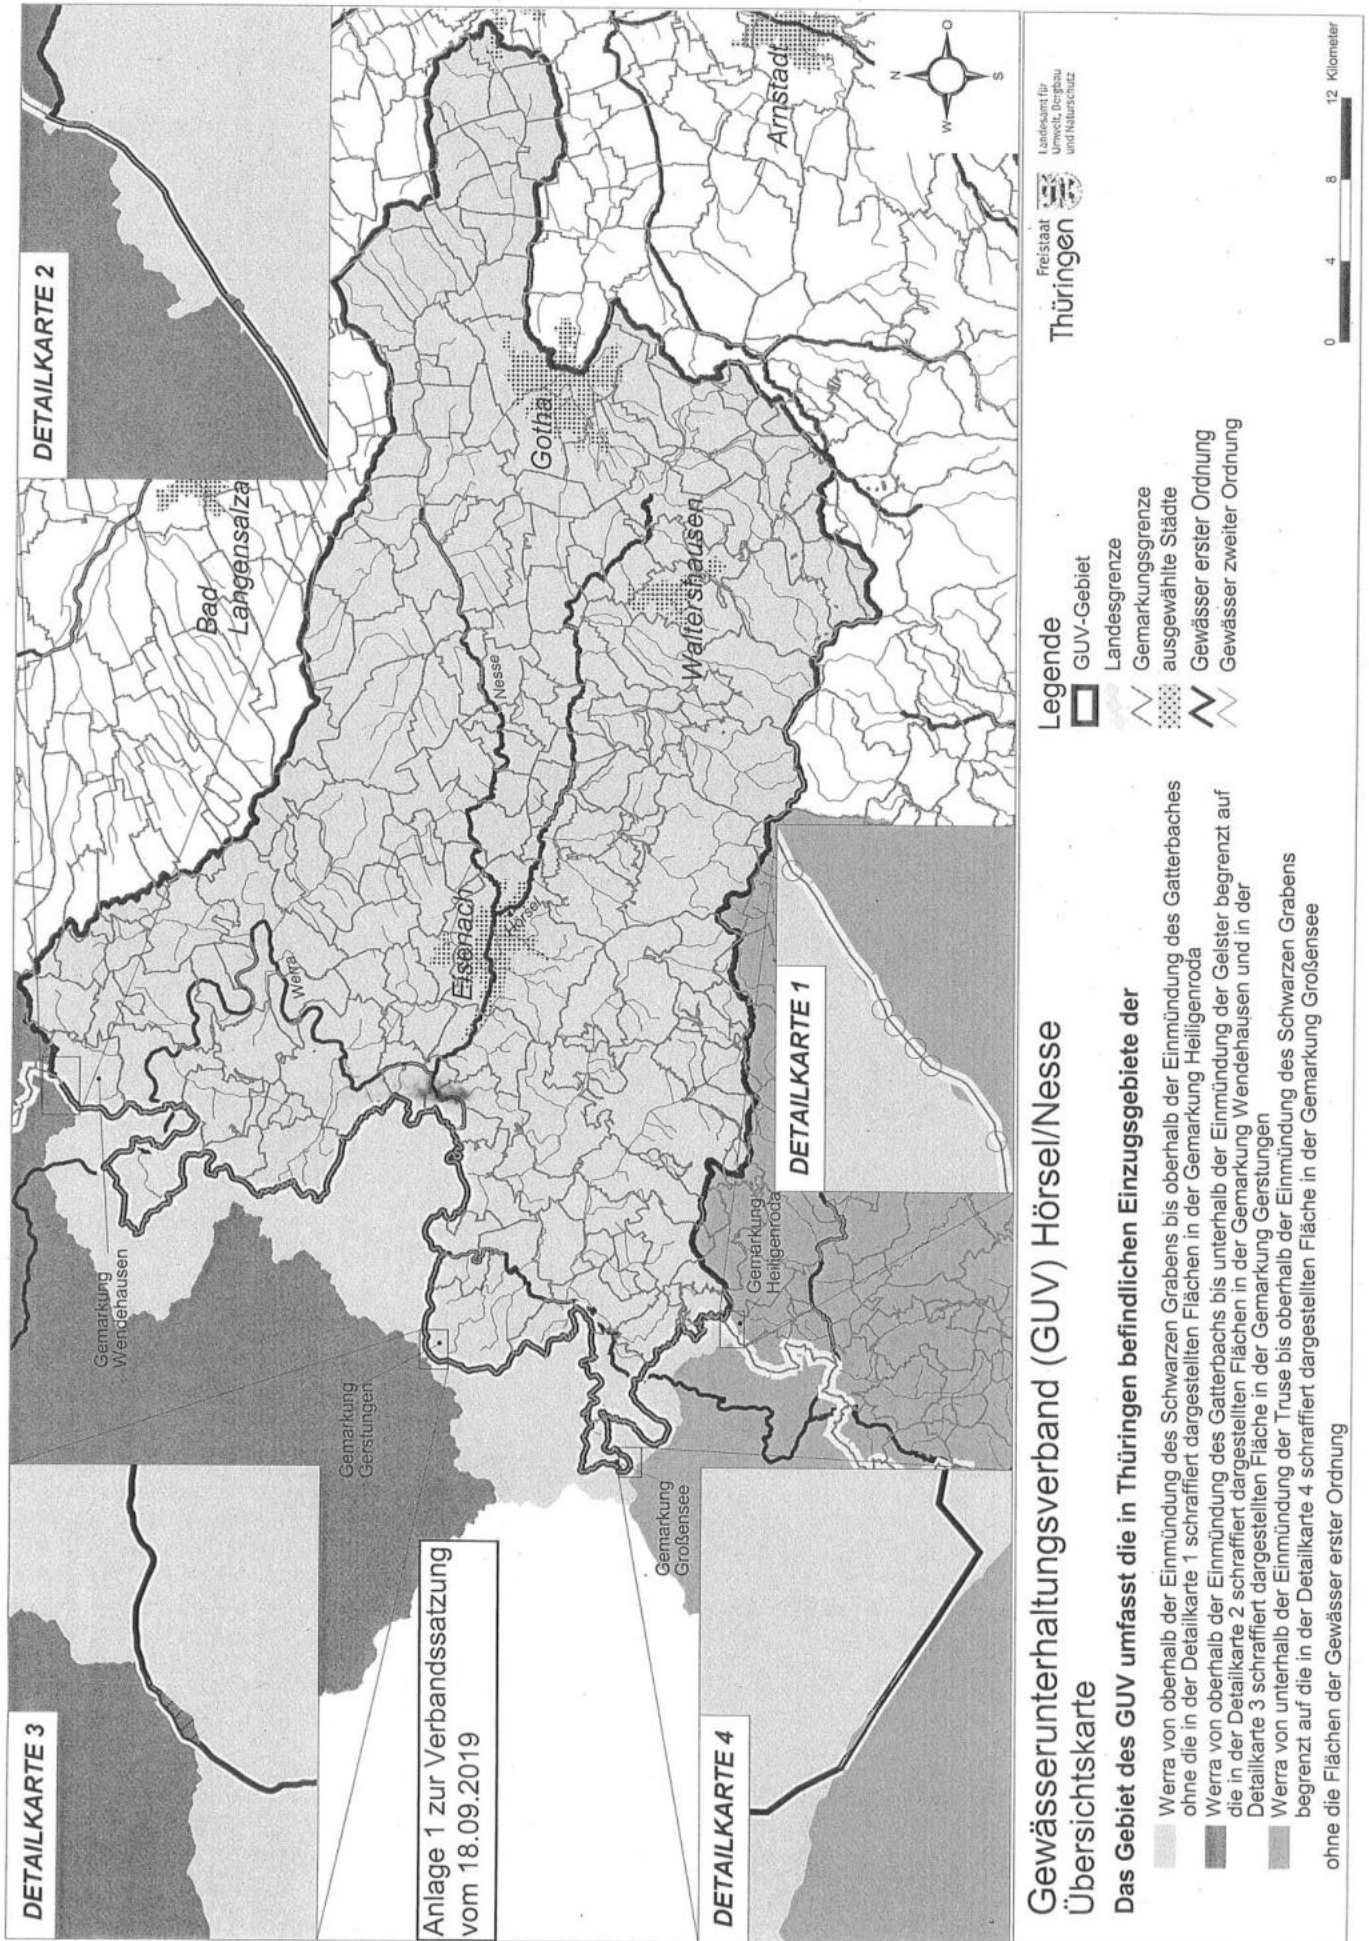 DETAILKARTE 3
DETAILKARTE 2
Bad
Langensalza
Gemarkung
Wendehausen
Gemarkung
Gerstungen
Anlage 1 zur Verbandssatzung
vom 18.09.2019
Werra
Eisenach
Hörsel
Nesse
Gotha
Waltershausen
Arnstadt
Gemarkung
Großensee
Gemarkung
Heiligenroda
DETAILKARTE 4
DETAILKARTE 1
N
W
O
S
Gewässerunterhaltungsverband (GUV) Hörsel/Nesse
Übersichtskarte
Das Gebiet des GUV umfasst die in Thüringen befindlichen Einzugsgebiete der
Werra von oberhalb der Einmündung des Schwarzen Grabens bis oberhalb der Einmündung des Gatterbaches
ohne die in der Detailkarte 1 schraffiert dargestellten Flächen in der Gemarkung Heiligenroda
Werra von oberhalb der Einmündung des Gatterbachs bis unterhalb der Einmündung der Gelster begrenzt auf
die in der Detailkarte 2 schraffiert dargestellten Flächen in der Gemarkung Wendehausen und in der
Detailkarte 3 schraffiert dargestellten Fläche in der Gemarkung Gerstungen
Werra von unterhalb der Einmündung der Truse bis oberhalb der Einmündung des Schwarzen Grabens
begrenzt auf die in der Detailkarte 4 schraffiert dargestellten Fläche in der Gemarkung Großensee
ohne die Flächen der Gewässer erster Ordnung
Legende
GUV-Gebiet
Landesgrenze
Gemarkungsgrenze
ausgewählte Städte
Gewässer erster Ordnung
Gewässer zweiter Ordnung
Freistaat
Thüringen
Landesamt für
Umwelt, Bergbau
und Naturschutz
0 4 8 12 Kilometer